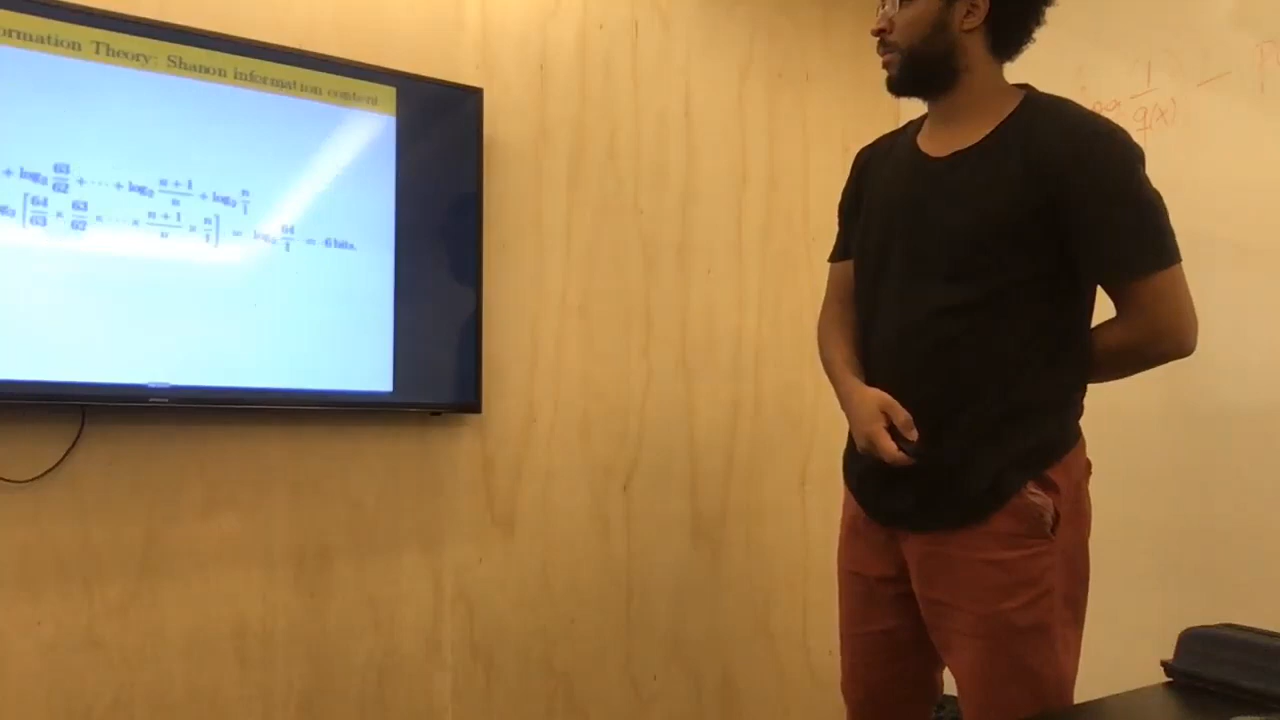 ormation Theory: Shanon information content
+ log₂ 63/62 + ··· + log₂ n+1/n + log₂ n/1
og₂ [64/63 × 63/62 × ··· × n+1/n × n/1] = log₂ 64/1 = 6 bits.
1/q(x) —